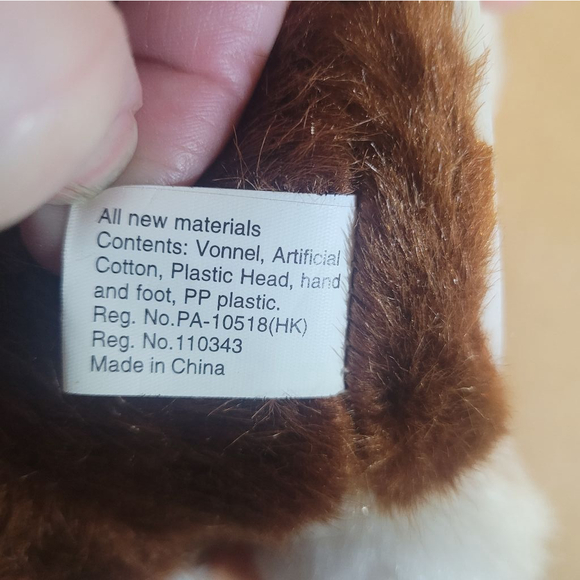 All new materials
Contents: Vonnel, Artificial
Cotton, Plastic Head, hand
and foot, PP plastic.
Reg. No.PA-10518(HK)
Reg. No.110343
Made in China